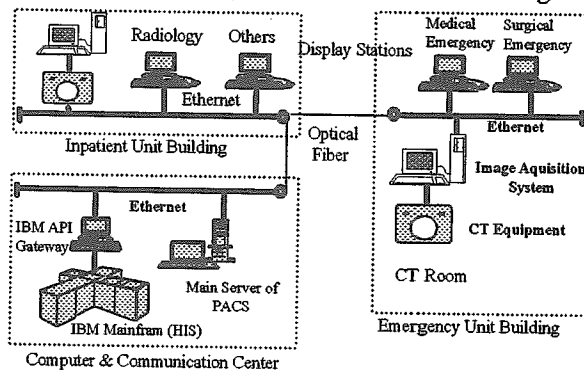 Radiology
Others
Ethernet
Inpatient Unit Building
Display Stations
Optical
Fiber
Medical
Emergency
Surgical
Emergency
Ethernet
Image Aquisition
System
CT Equipment
CT Room
Emergency Unit Building
Ethernet
IBM API
Gateway
Main Server of
PACS
IBM Mainfram (HIS)
Computer & Communication Center